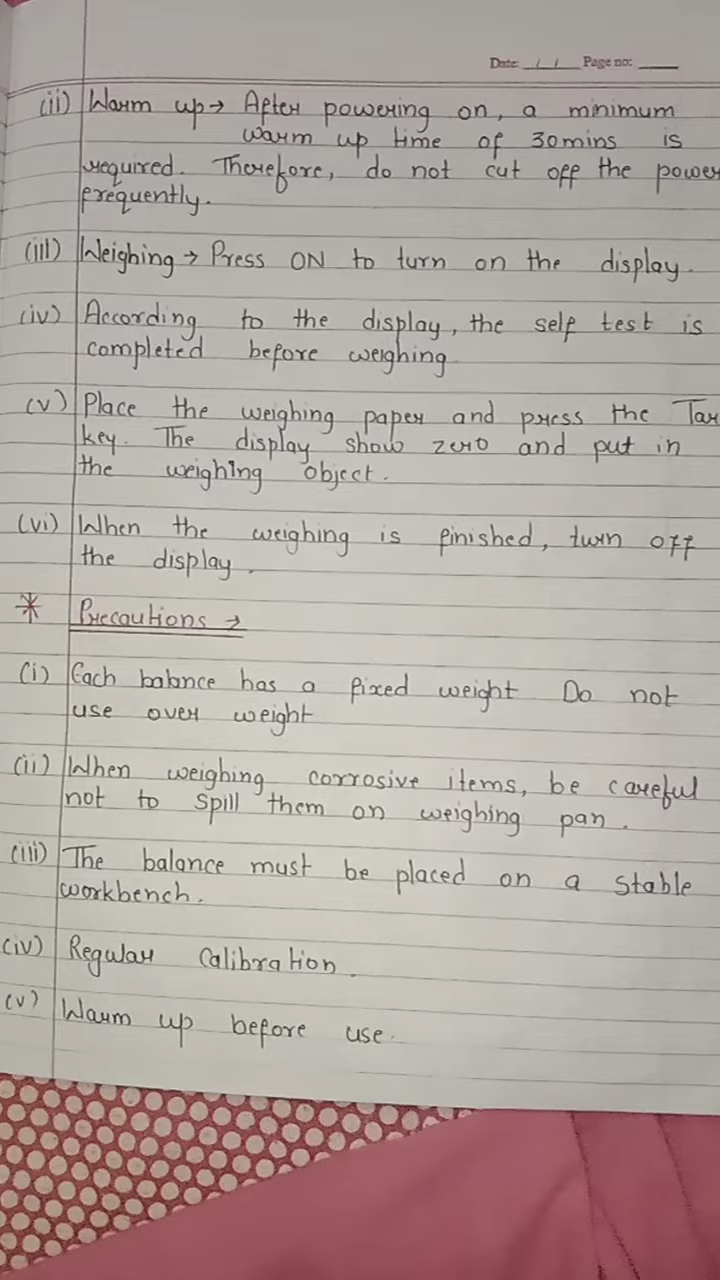 Date: / / Page no:
(ii) Warm up → After powering on, a minimum
warm up time of 30mins is
required. Therefore, do not cut off the power
frequently.
(iii) Weighing → Press ON to turn on the display.
(iv) According to the display, the self test is
completed before weighing
(v) Place the weighing paper and press the Tar
key. The display show zero and put in
the weighing object.
(vi) When the weighing is finished, turn off
the display.
* Precautions →
(i) Each balance has a fixed weight Do not
use over weight
(ii) When weighing corrosive items, be careful
not to spill them on weighing pan.
(iii) The balance must be placed on a stable
workbench.
(iv) Regular Calibration.
(v) Warm up before use.